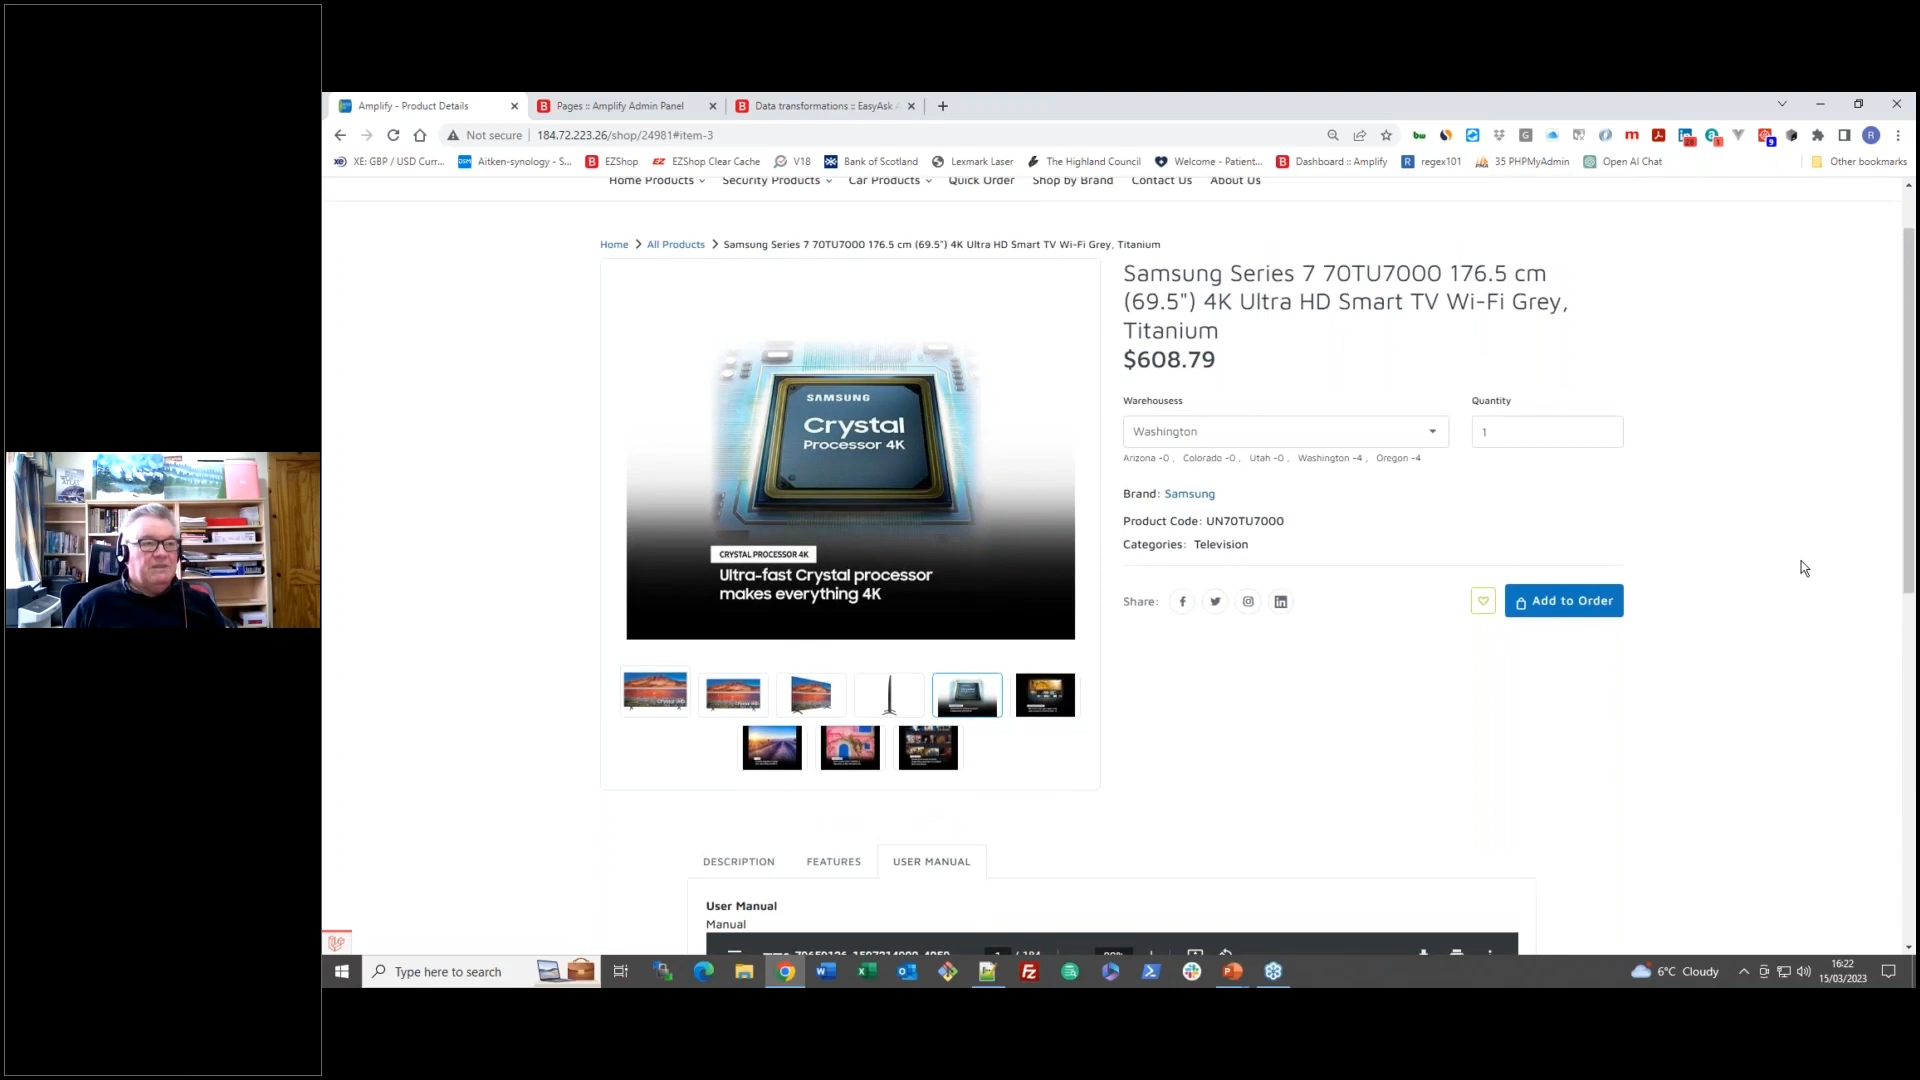 Amplify - Product Details
Pages :: Amplify Admin Panel
Data transformations :: EasyAsk
Not secure
184.72.223.26/shop/24981#item-3
XE: GBP / USD Curr...
Aitken-synology - S...
EZShop
EZShop Clear Cache
V18
Bank of Scotland
Lexmark Laser
The Highland Council
Welcome - Patient...
Dashboard :: Amplify
regex101
35 PHPMyAdmin
Open AI Chat
Other bookmarks
Home Products
Security Products
Car Products
Quick Order
Shop by Brand
Contact Us
About Us
Home > All Products > Samsung Series 7 70TU7000 176.5 cm (69.5") 4K Ultra HD Smart TV Wi-Fi Grey, Titanium
Samsung Series 7 70TU7000 176.5 cm
(69.5") 4K Ultra HD Smart TV Wi-Fi Grey,
Titanium
$608.79
SAMSUNG
Crystal
Processor 4K
CRYSTAL PROCESSOR 4K
Ultra-fast Crystal processor
makes everything 4K
Warehousess
Quantity
Washington
1
Arizona -0 , Colorado -0 , Utah -0 , Washington -4 , Oregon -4
Brand: Samsung
Product Code: UN70TU7000
Categories: Television
Share:
Add to Order
DESCRIPTION
FEATURES
USER MANUAL
User Manual
Manual
Type here to search
6°C Cloudy
16:22
15/03/2023